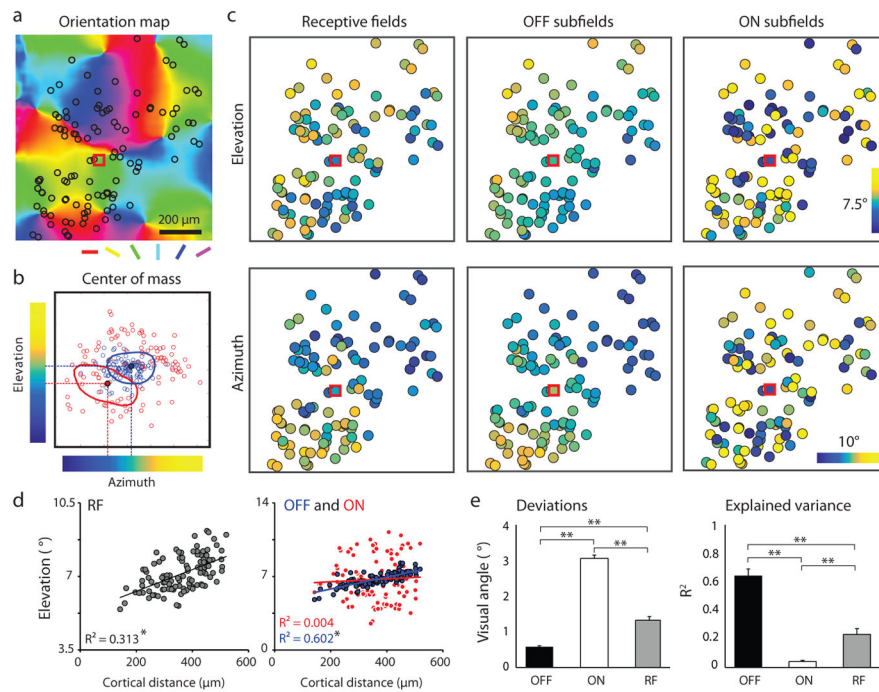 a
Orientation map
200 µm
b
Center of mass
Elevation
Azimuth
c
Receptive fields
OFF subfields
ON subfields
Elevation
7.5°
Azimuth
10°
d
RF
OFF and ON
10.5
7
3.5
Elevation (°)
R² = 0.313*
0 200 400 600
Cortical distance (µm)
14
7
0
R² = 0.004
R² = 0.602*
0 200 400 600
Cortical distance (µm)
e
Deviations
Explained variance
4
3
2
1
0
Visual angle (°)
** ** **
OFF ON RF
1
0.8
0.6
0.4
0.2
0
R²
** ** **
OFF ON RF